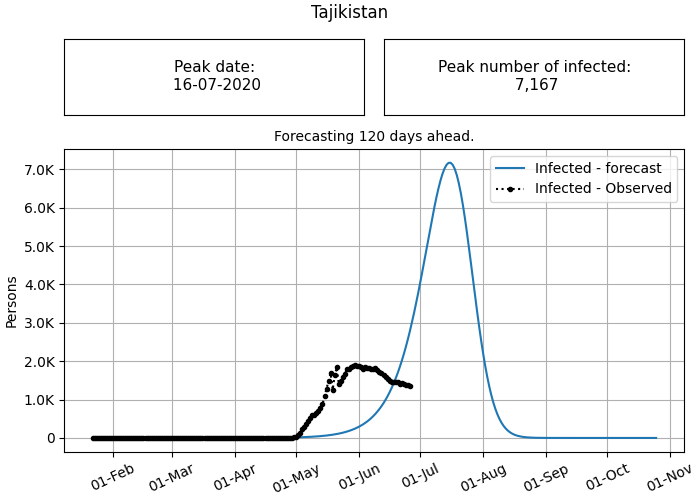 Tajikistan
Peak date:
16-07-2020
Peak number of infected:
7,167
Forecasting 120 days ahead.
Infected - forecast
Infected - Observed
7.0K
6.0K
5.0K
4.0K
3.0K
2.0K
1.0K
0
Persons
01-Feb
01-Mar
01-Apr
01-May
01-Jun
01-Jul
01-Aug
01-Sep
01-Oct
01-Nov